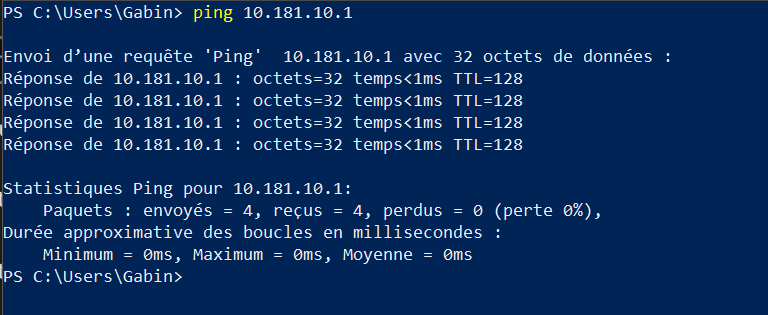 PS C:\Users\Gabin> ping 10.181.10.1
Envoi d’une requête 'Ping'  10.181.10.1 avec 32 octets de données :
Réponse de 10.181.10.1 : octets=32 temps<1ms TTL=128
Réponse de 10.181.10.1 : octets=32 temps<1ms TTL=128
Réponse de 10.181.10.1 : octets=32 temps<1ms TTL=128
Réponse de 10.181.10.1 : octets=32 temps<1ms TTL=128
Statistiques Ping pour 10.181.10.1:
    Paquets : envoyés = 4, reçus = 4, perdus = 0 (perte 0%),
Durée approximative des boucles en millisecondes :
    Minimum = 0ms, Maximum = 0ms, Moyenne = 0ms
PS C:\Users\Gabin>